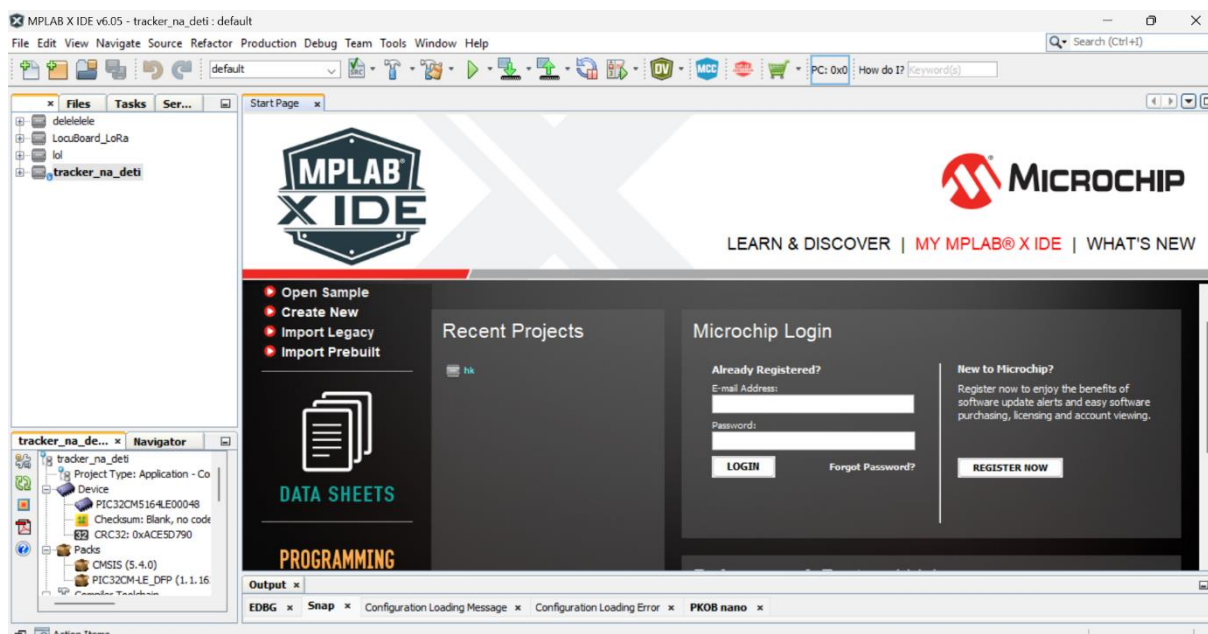 MPLAB X IDE v6.05 - tracker_na_deti : default
File Edit View Navigate Source Refactor Production Debug Team Tools Window Help
Search (Ctrl+I)
default
DV
MCC
PC: 0x0
How do I?
Keyword(s)
Files Tasks Ser...
Start Page
delelelele
LocuBoard_LoRa
lol
tracker_na_deti
MPLAB
X IDE
MICROCHIP
LEARN & DISCOVER | MY MPLAB® X IDE | WHAT'S NEW
Open Sample
Create New
Import Legacy
Import Prebuilt
DATA SHEETS
PROGRAMMING
Recent Projects
hk
Microchip Login
Already Registered?
E-mail Address:
Password:
LOGIN
Forgot Password?
New to Microchip?
Register now to enjoy the benefits of
software update alerts and easy software
purchasing, licensing and account viewing.
REGISTER NOW
tracker_na_de... Navigator
tracker_na_deti
Project Type: Application - Co
Device
PIC32CM5164LE00048
Checksum: Blank, no code
CRC32: 0xACE5D790
Packs
CMSIS (5.4.0)
PIC32CM-LE_DFP (1.1.16
Compiler Toolchain
Output
EDBG Snap Configuration Loading Message Configuration Loading Error PKOB nano
Action Items